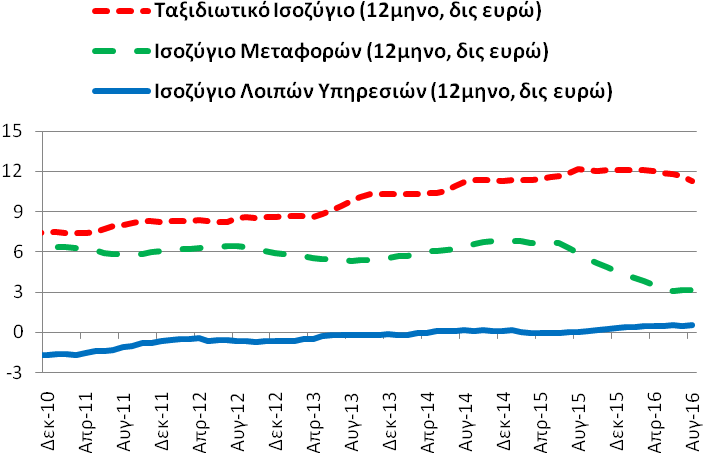 Ταξιδιωτικό Ισοζύγιο (12μηνο, δις ευρώ)
Ισοζύγιο Μεταφορών (12μηνο, δις ευρώ)
Ισοζύγιο Λοιπών Υπηρεσιών (12μηνο, δις ευρώ)
15
12
9
6
3
0
-3
Δεκ-10
Απρ-11
Αυγ-11
Δεκ-11
Απρ-12
Αυγ-12
Δεκ-12
Απρ-13
Αυγ-13
Δεκ-13
Απρ-14
Αυγ-14
Δεκ-14
Απρ-15
Αυγ-15
Δεκ-15
Απρ-16
Αυγ-16